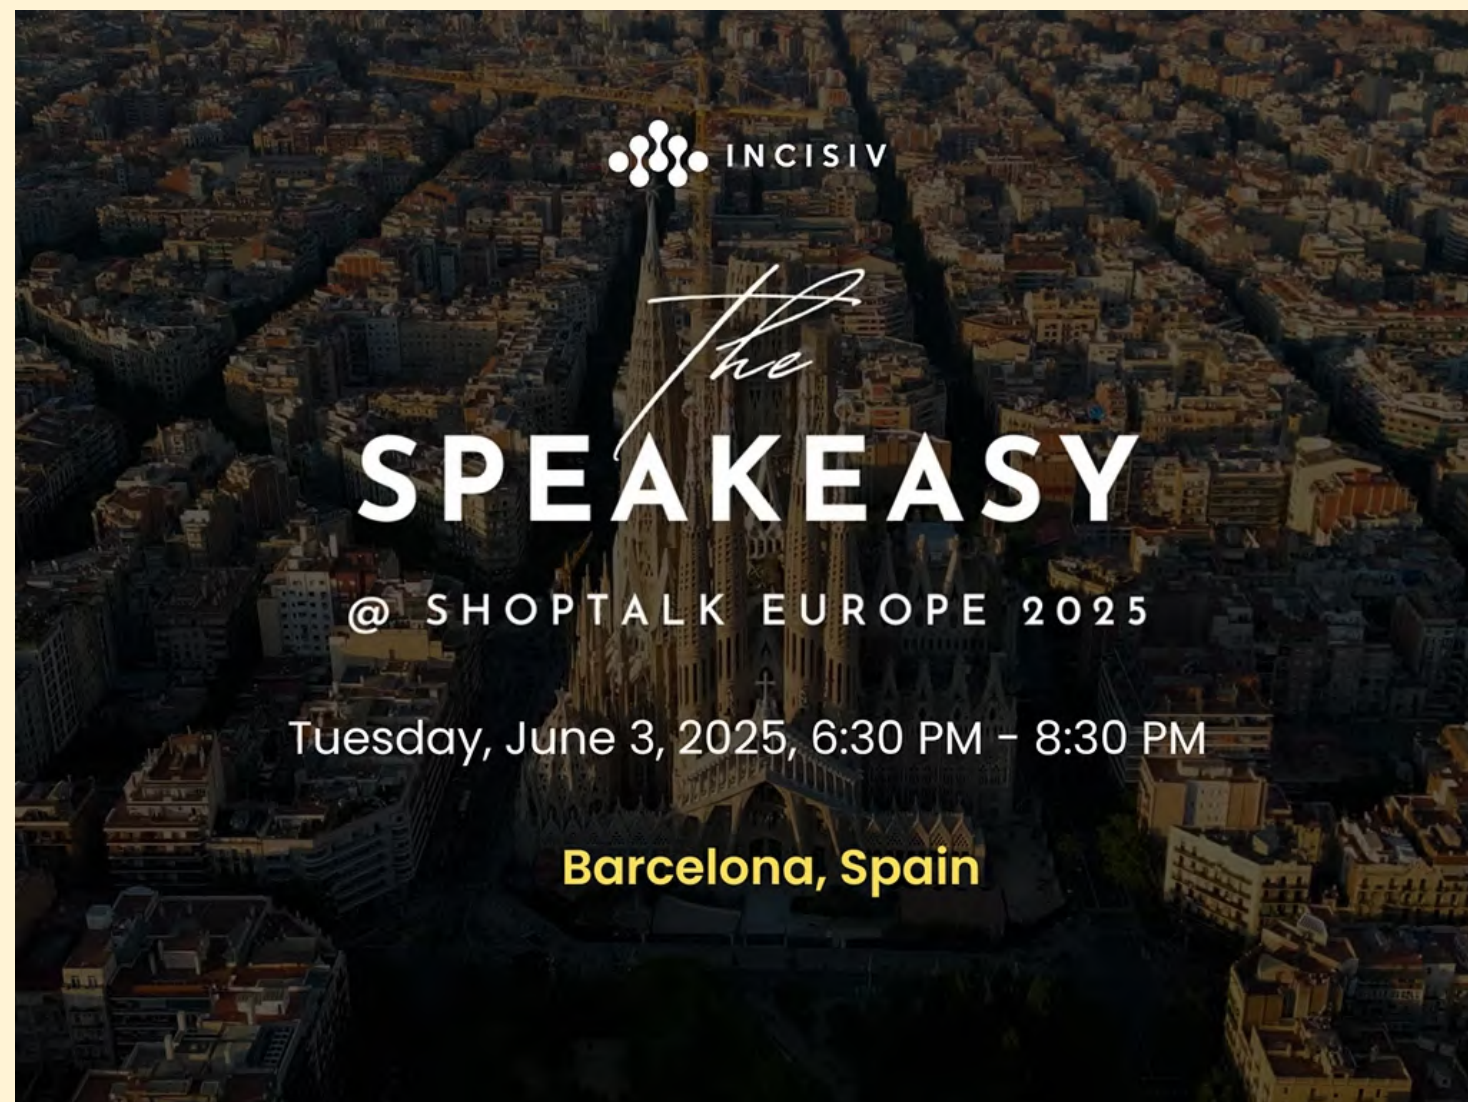 INCISIV
The
SPEAKEASY
@ SHOPTALK EUROPE 2025
Tuesday, June 3, 2025, 6:30 PM - 8:30 PM
Barcelona, Spain